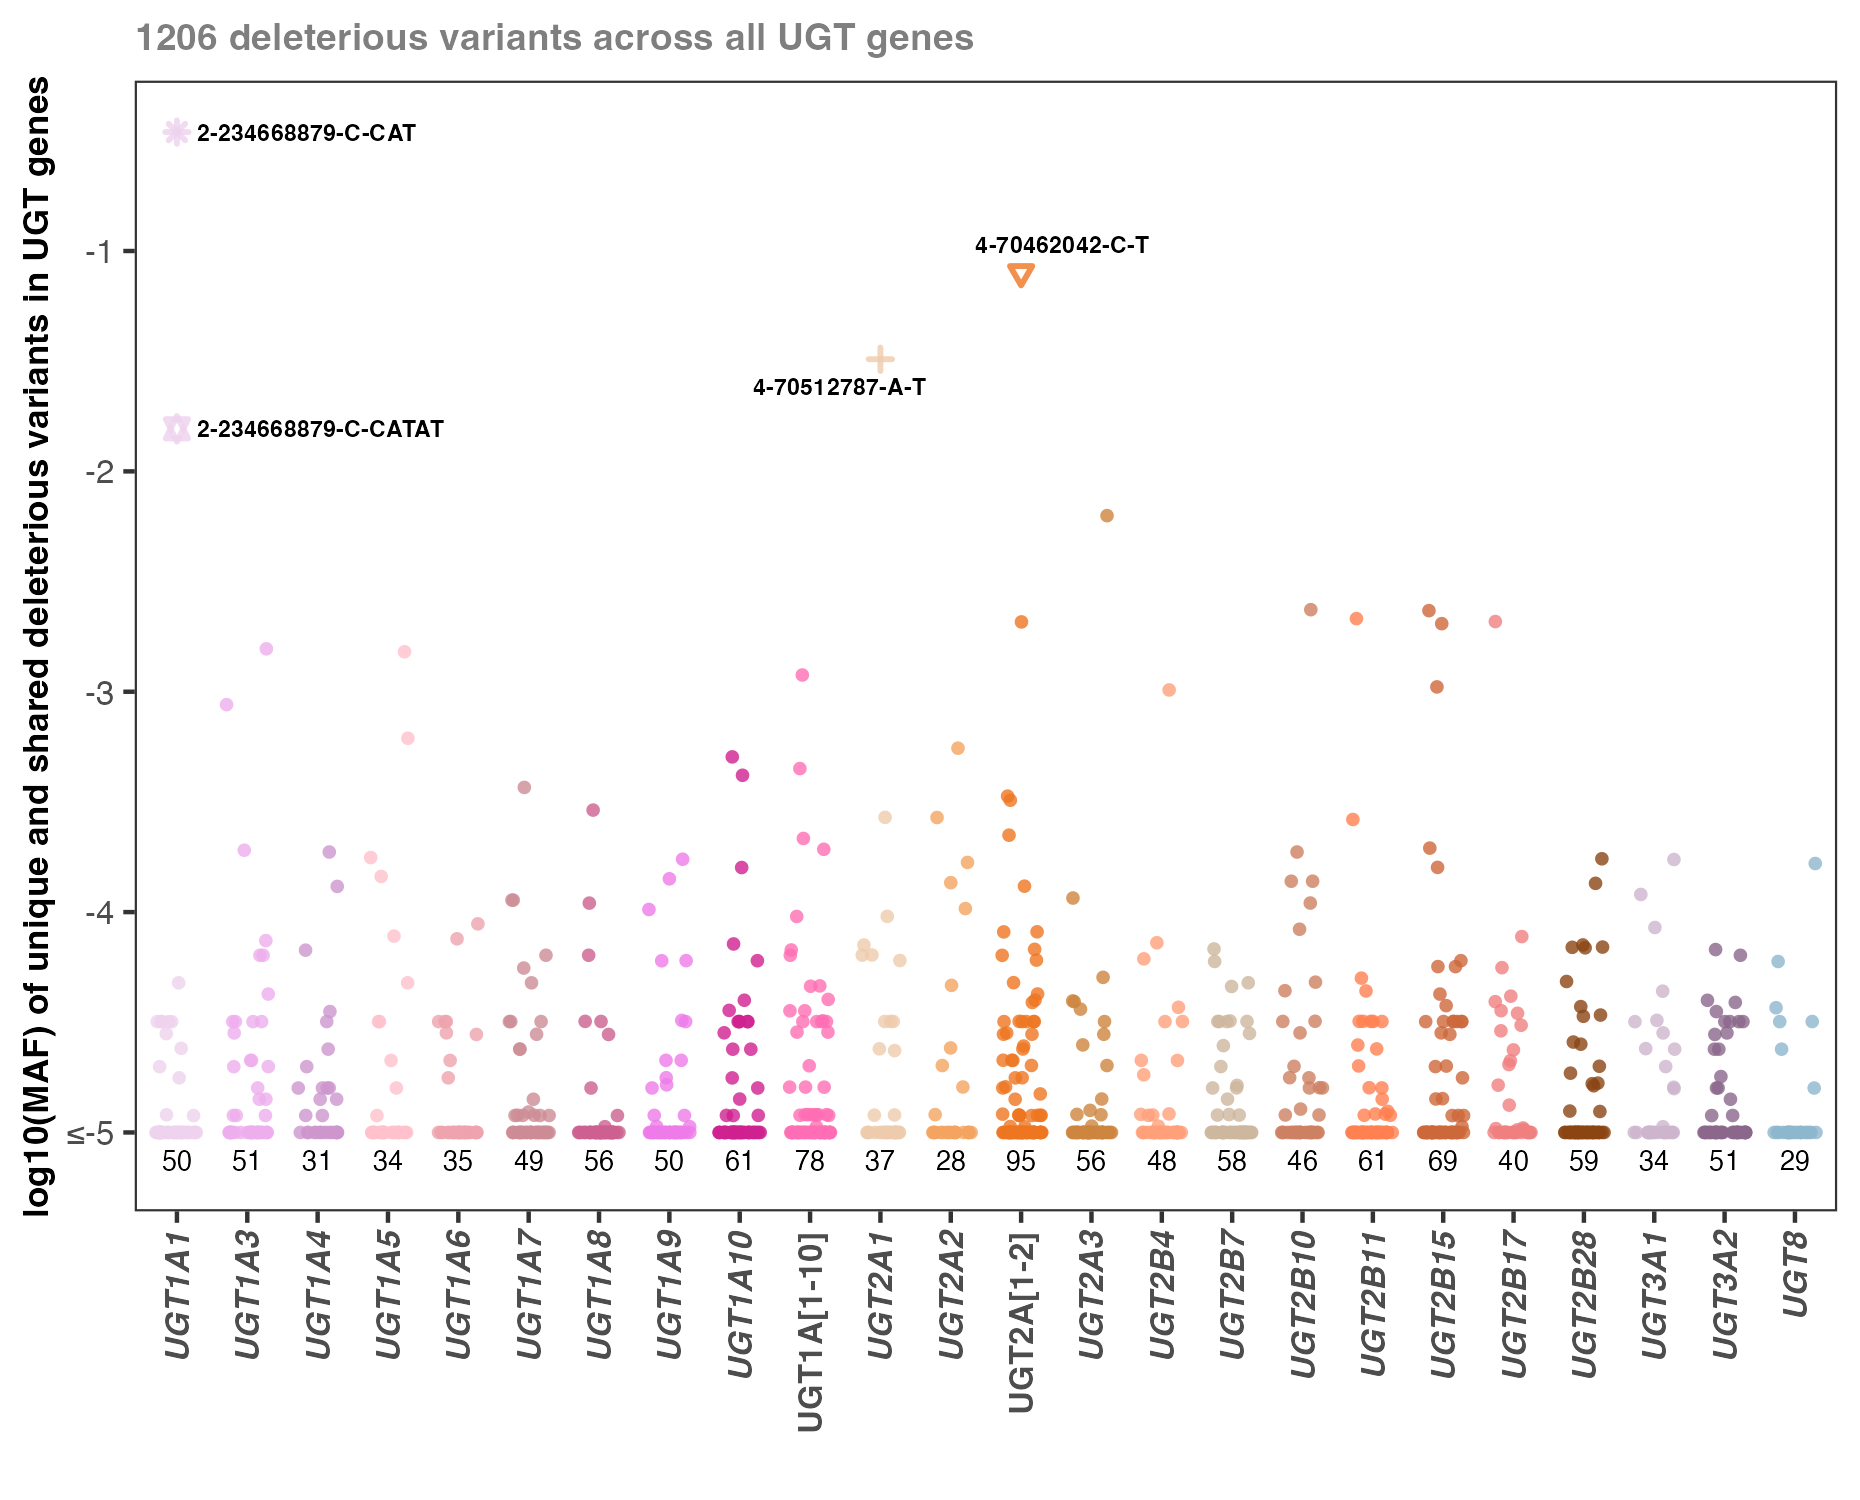 1206 deleterious variants across all UGT genes
log10(MAF) of unique and shared deleterious variants in UGT genes
2-234668879-C-CAT
-1
4-70462042-C-T
4-70512787-A-T
2-234668879-C-CATAT
-2
-3
-4
≤-5
50 51 31 34 35 49 56 50 61 78 37 28 95 56 48 58 46 61 69 40 59 34 51 29
UGT1A1
UGT1A3
UGT1A4
UGT1A5
UGT1A6
UGT1A7
UGT1A8
UGT1A9
UGT1A10
UGT1A[1-10]
UGT2A1
UGT2A2
UGT2A[1-2]
UGT2A3
UGT2B4
UGT2B7
UGT2B10
UGT2B11
UGT2B15
UGT2B17
UGT2B28
UGT3A1
UGT3A2
UGT8